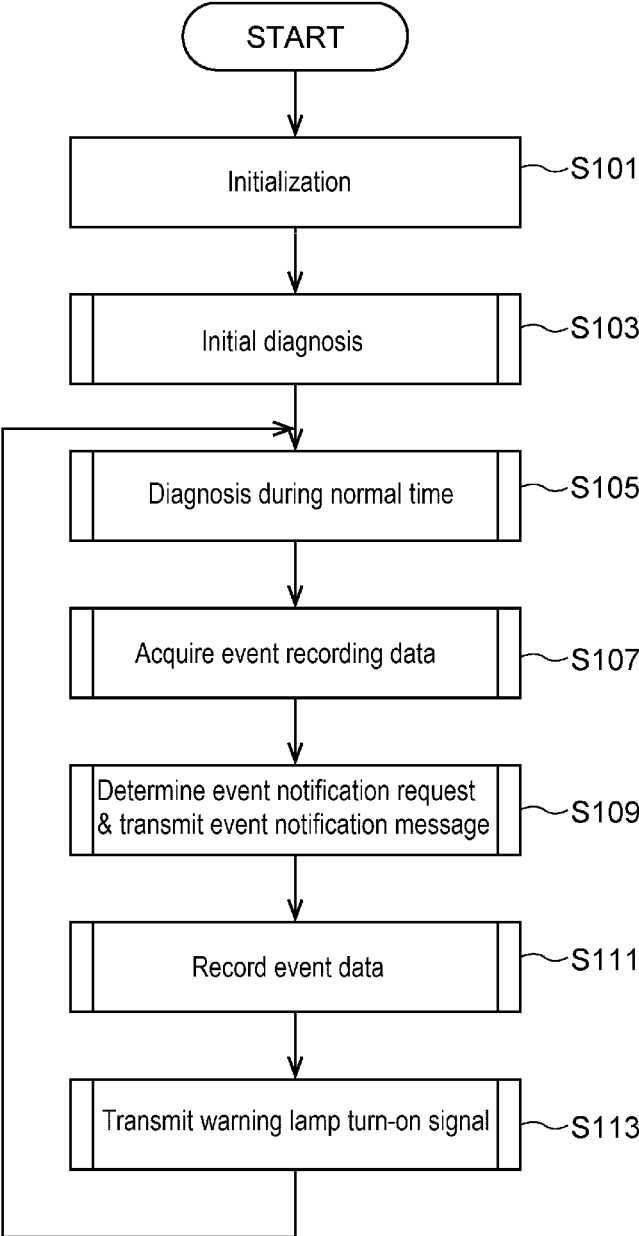 START
Initialization
S101
Initial diagnosis
S103
Diagnosis during normal time
S105
Acquire event recording data
S107
Determine event notification request
& transmit event notification message
S109
Record event data
S111
Transmit warning lamp turn-on signal
S113